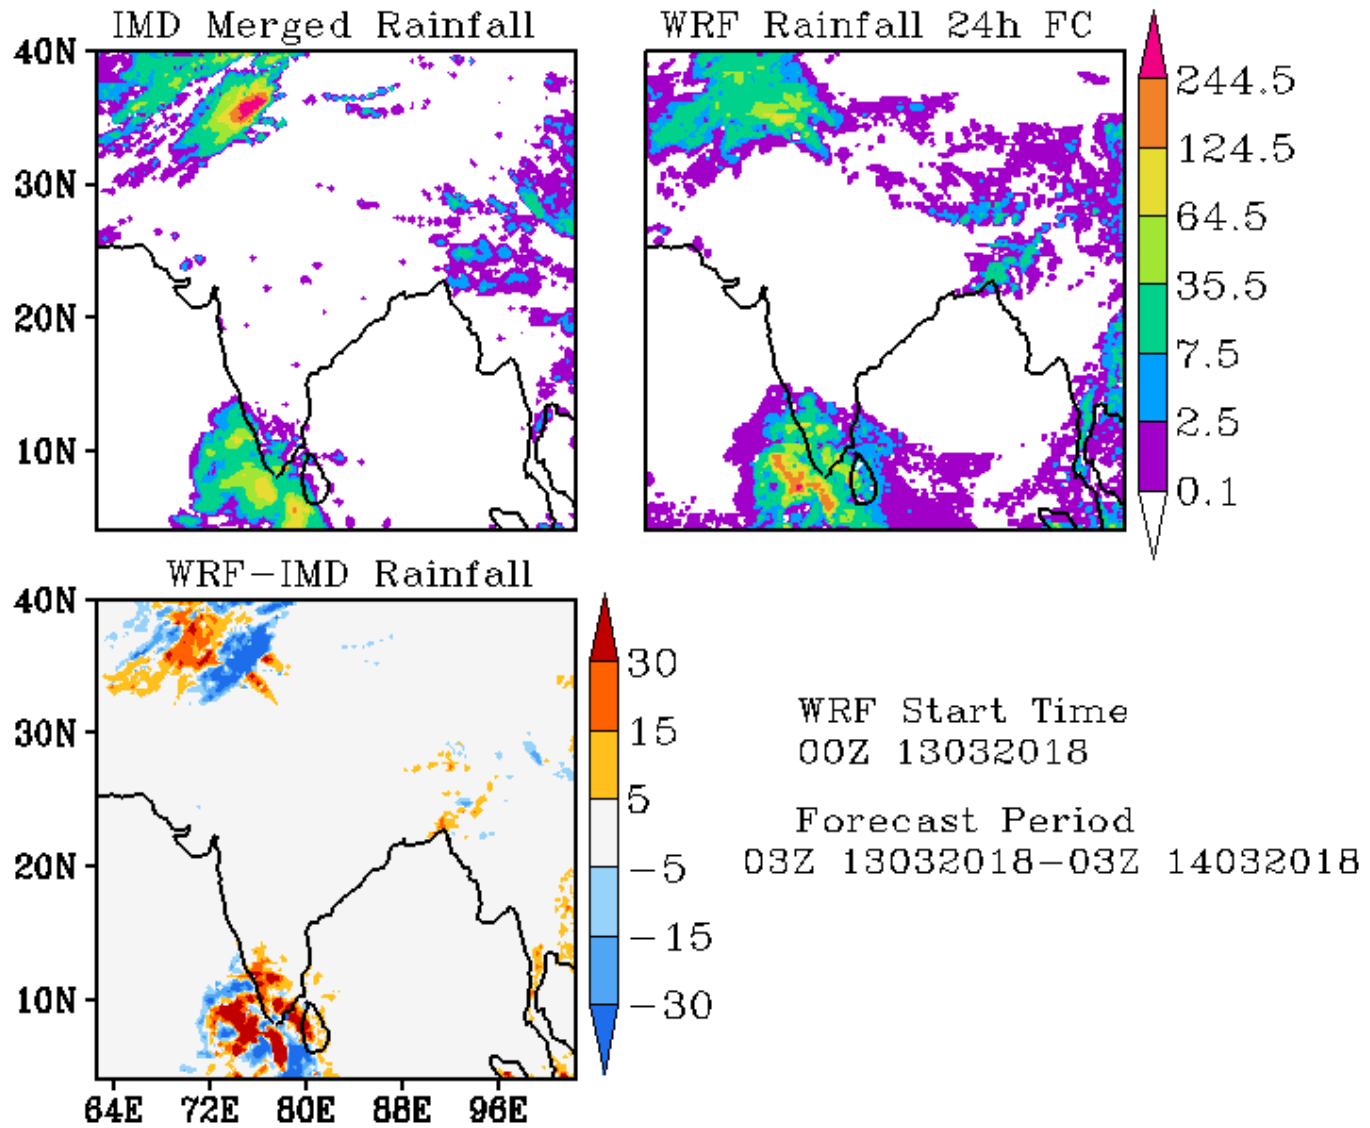 IMD Merged Rainfall
WRF Rainfall 24h FC
40N
30N
20N
10N
244.5
124.5
64.5
35.5
7.5
2.5
0.1
WRF-IMD Rainfall
40N
30N
20N
10N
64E 72E 80E 88E 96E
30
15
5
-5
-15
-30
WRF Start Time
00Z 13032018
Forecast Period
03Z 13032018-03Z 14032018